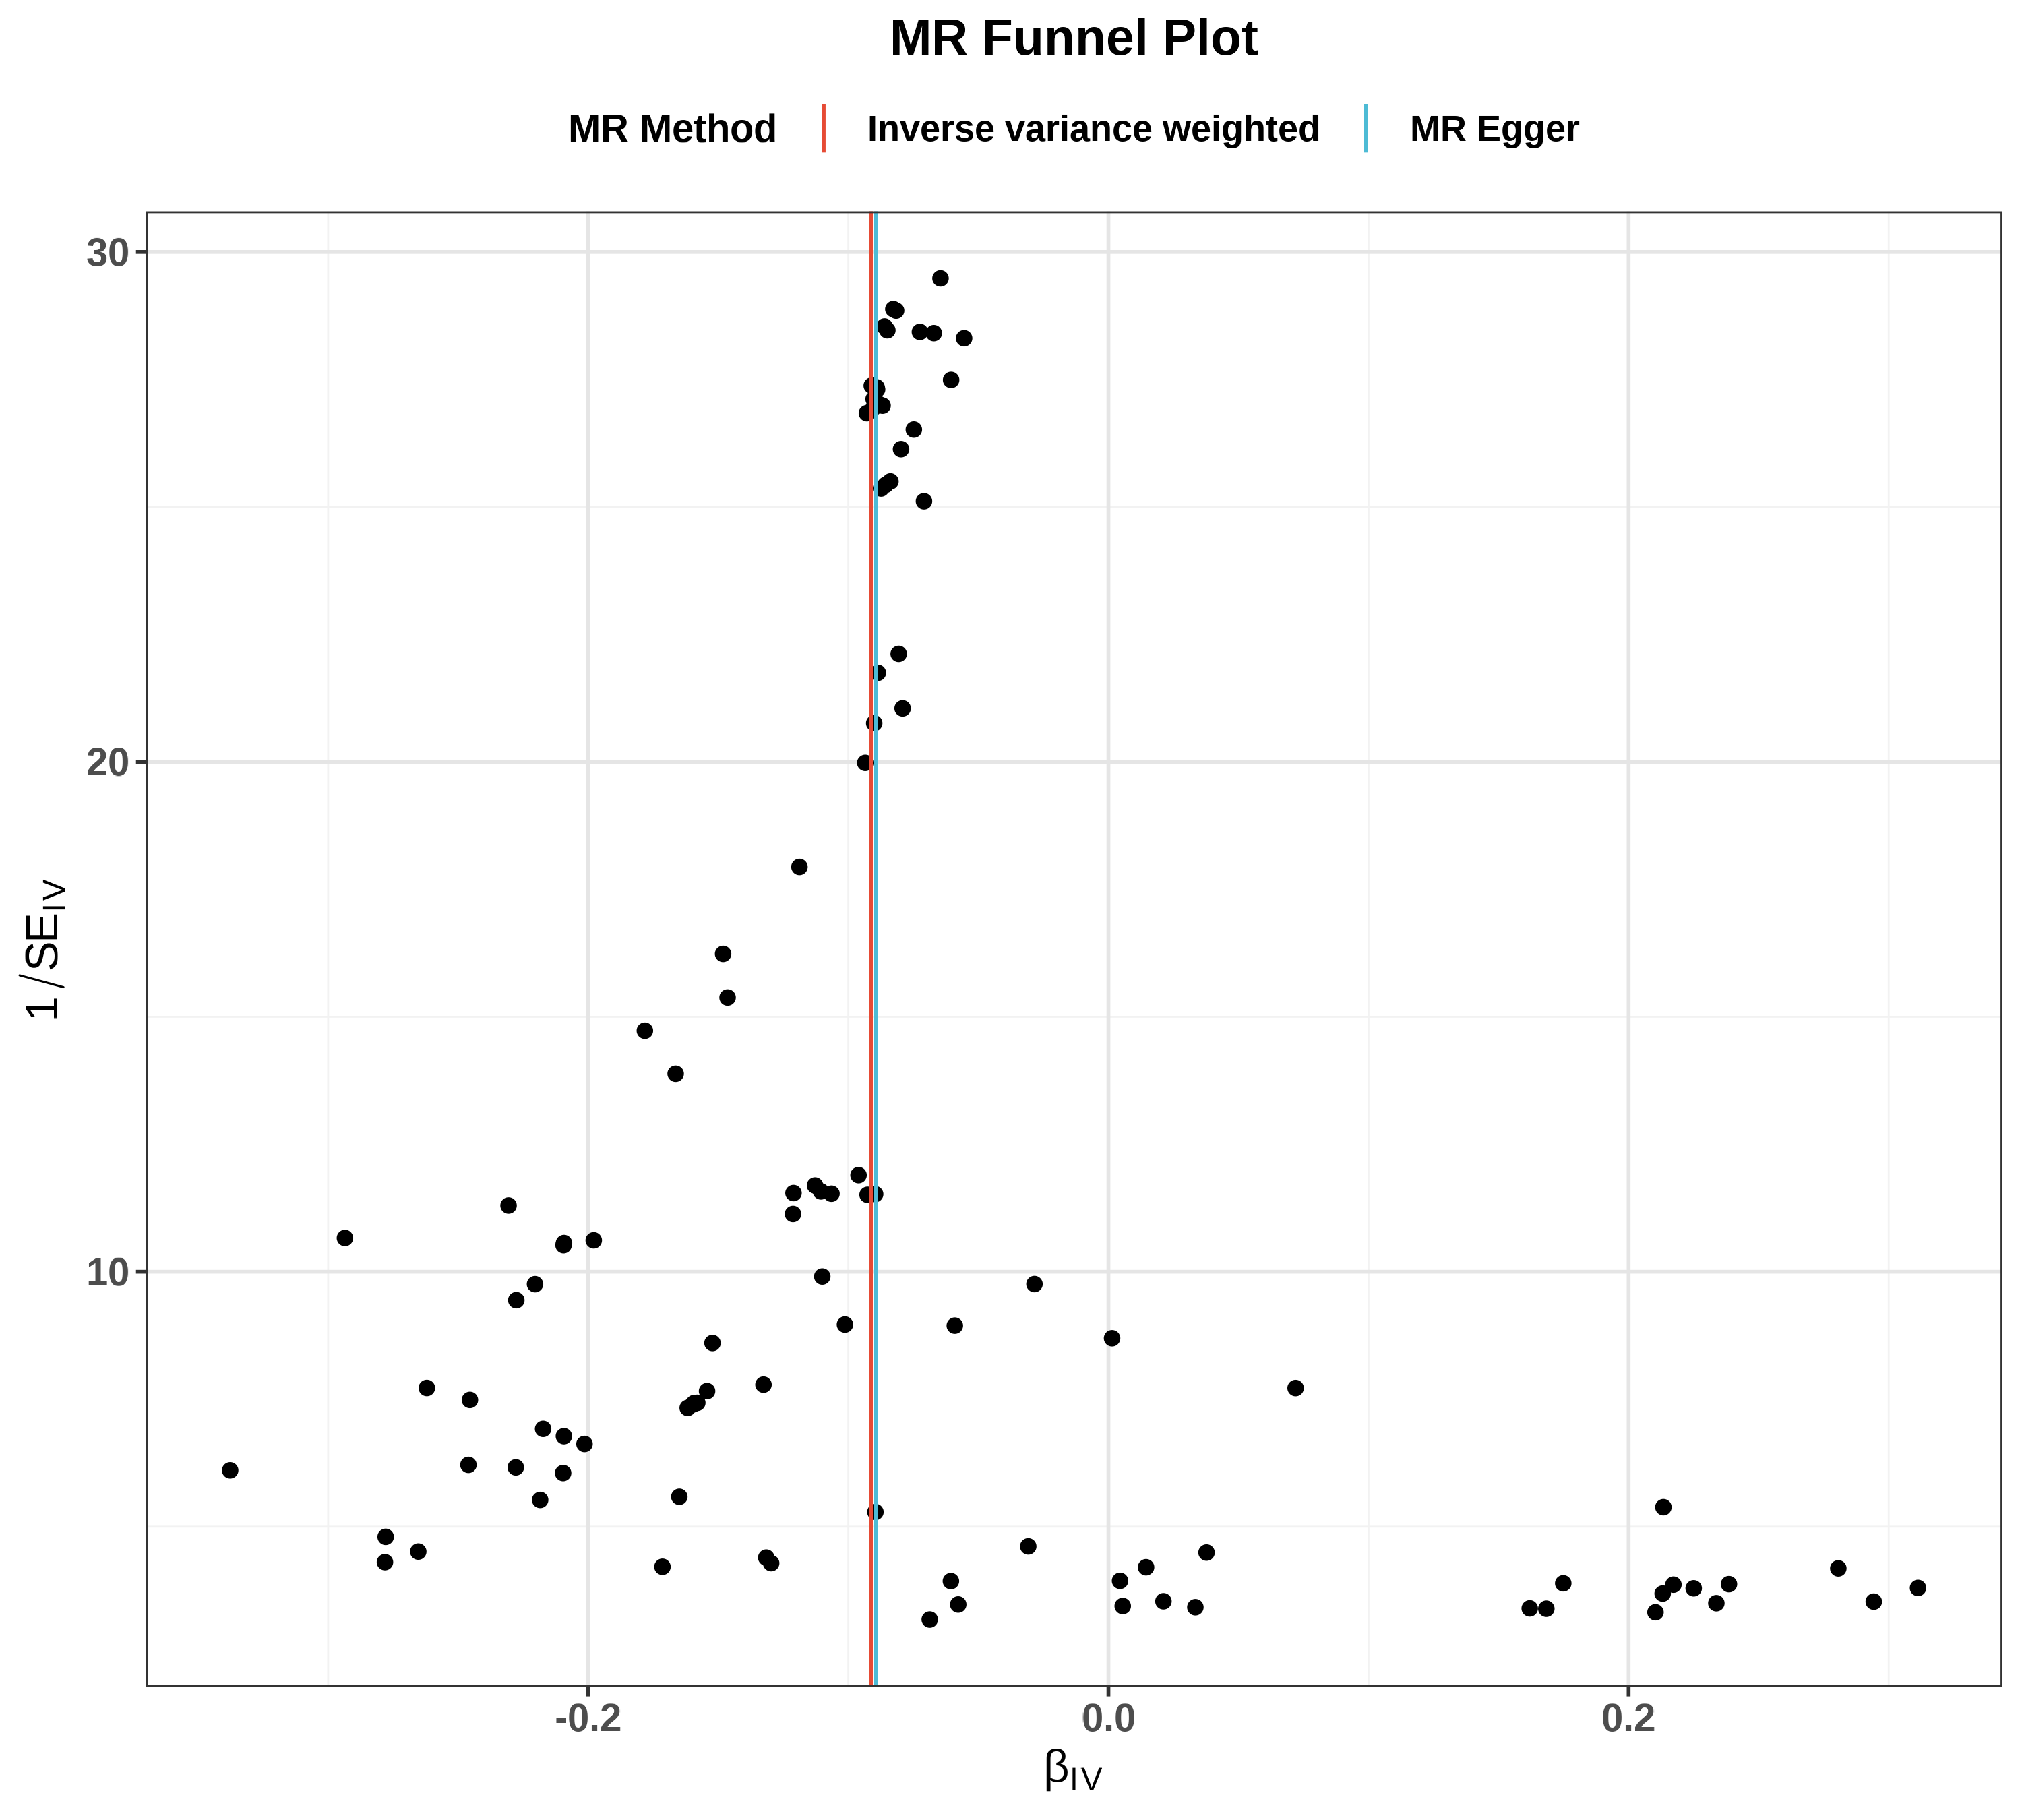 MR Funnel Plot
MR Method Inverse variance weighted MR Egger
30
20
10
1 / SE_IV
-0.2 0.0 0.2
β_IV